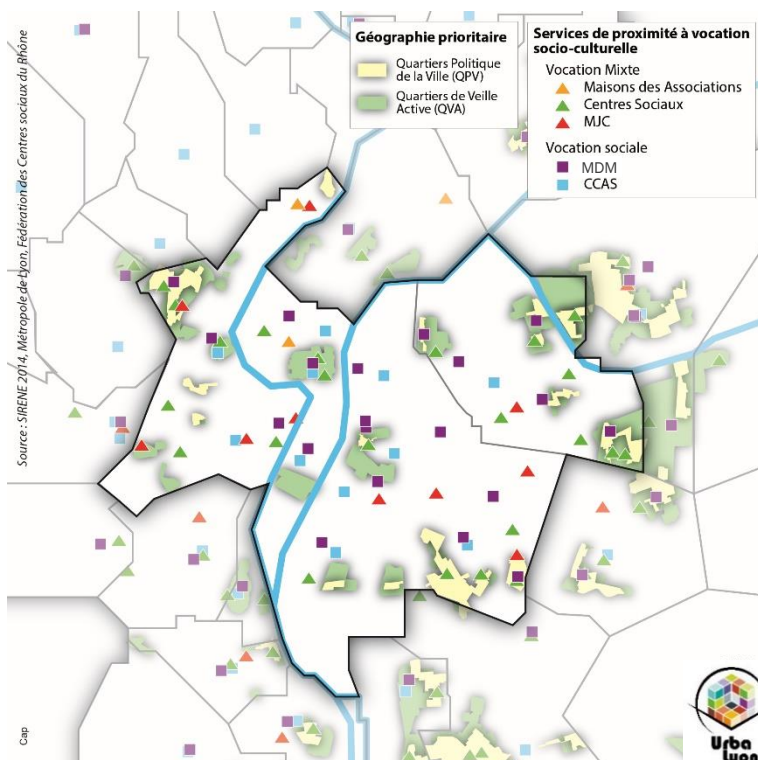 Géographie prioritaire
Quartiers Politique
de la Ville (QPV)
Quartiers de Veille
Active (QVA)
Services de proximité à vocation
socio-culturelle
Vocation Mixte
Maisons des Associations
Centres Sociaux
MJC
Vocation sociale
MDM
CCAS
Source : SIRENE 2014, Métropole de Lyon, Fédération des Centres sociaux du Rhône
Cap
Urba
Lyon